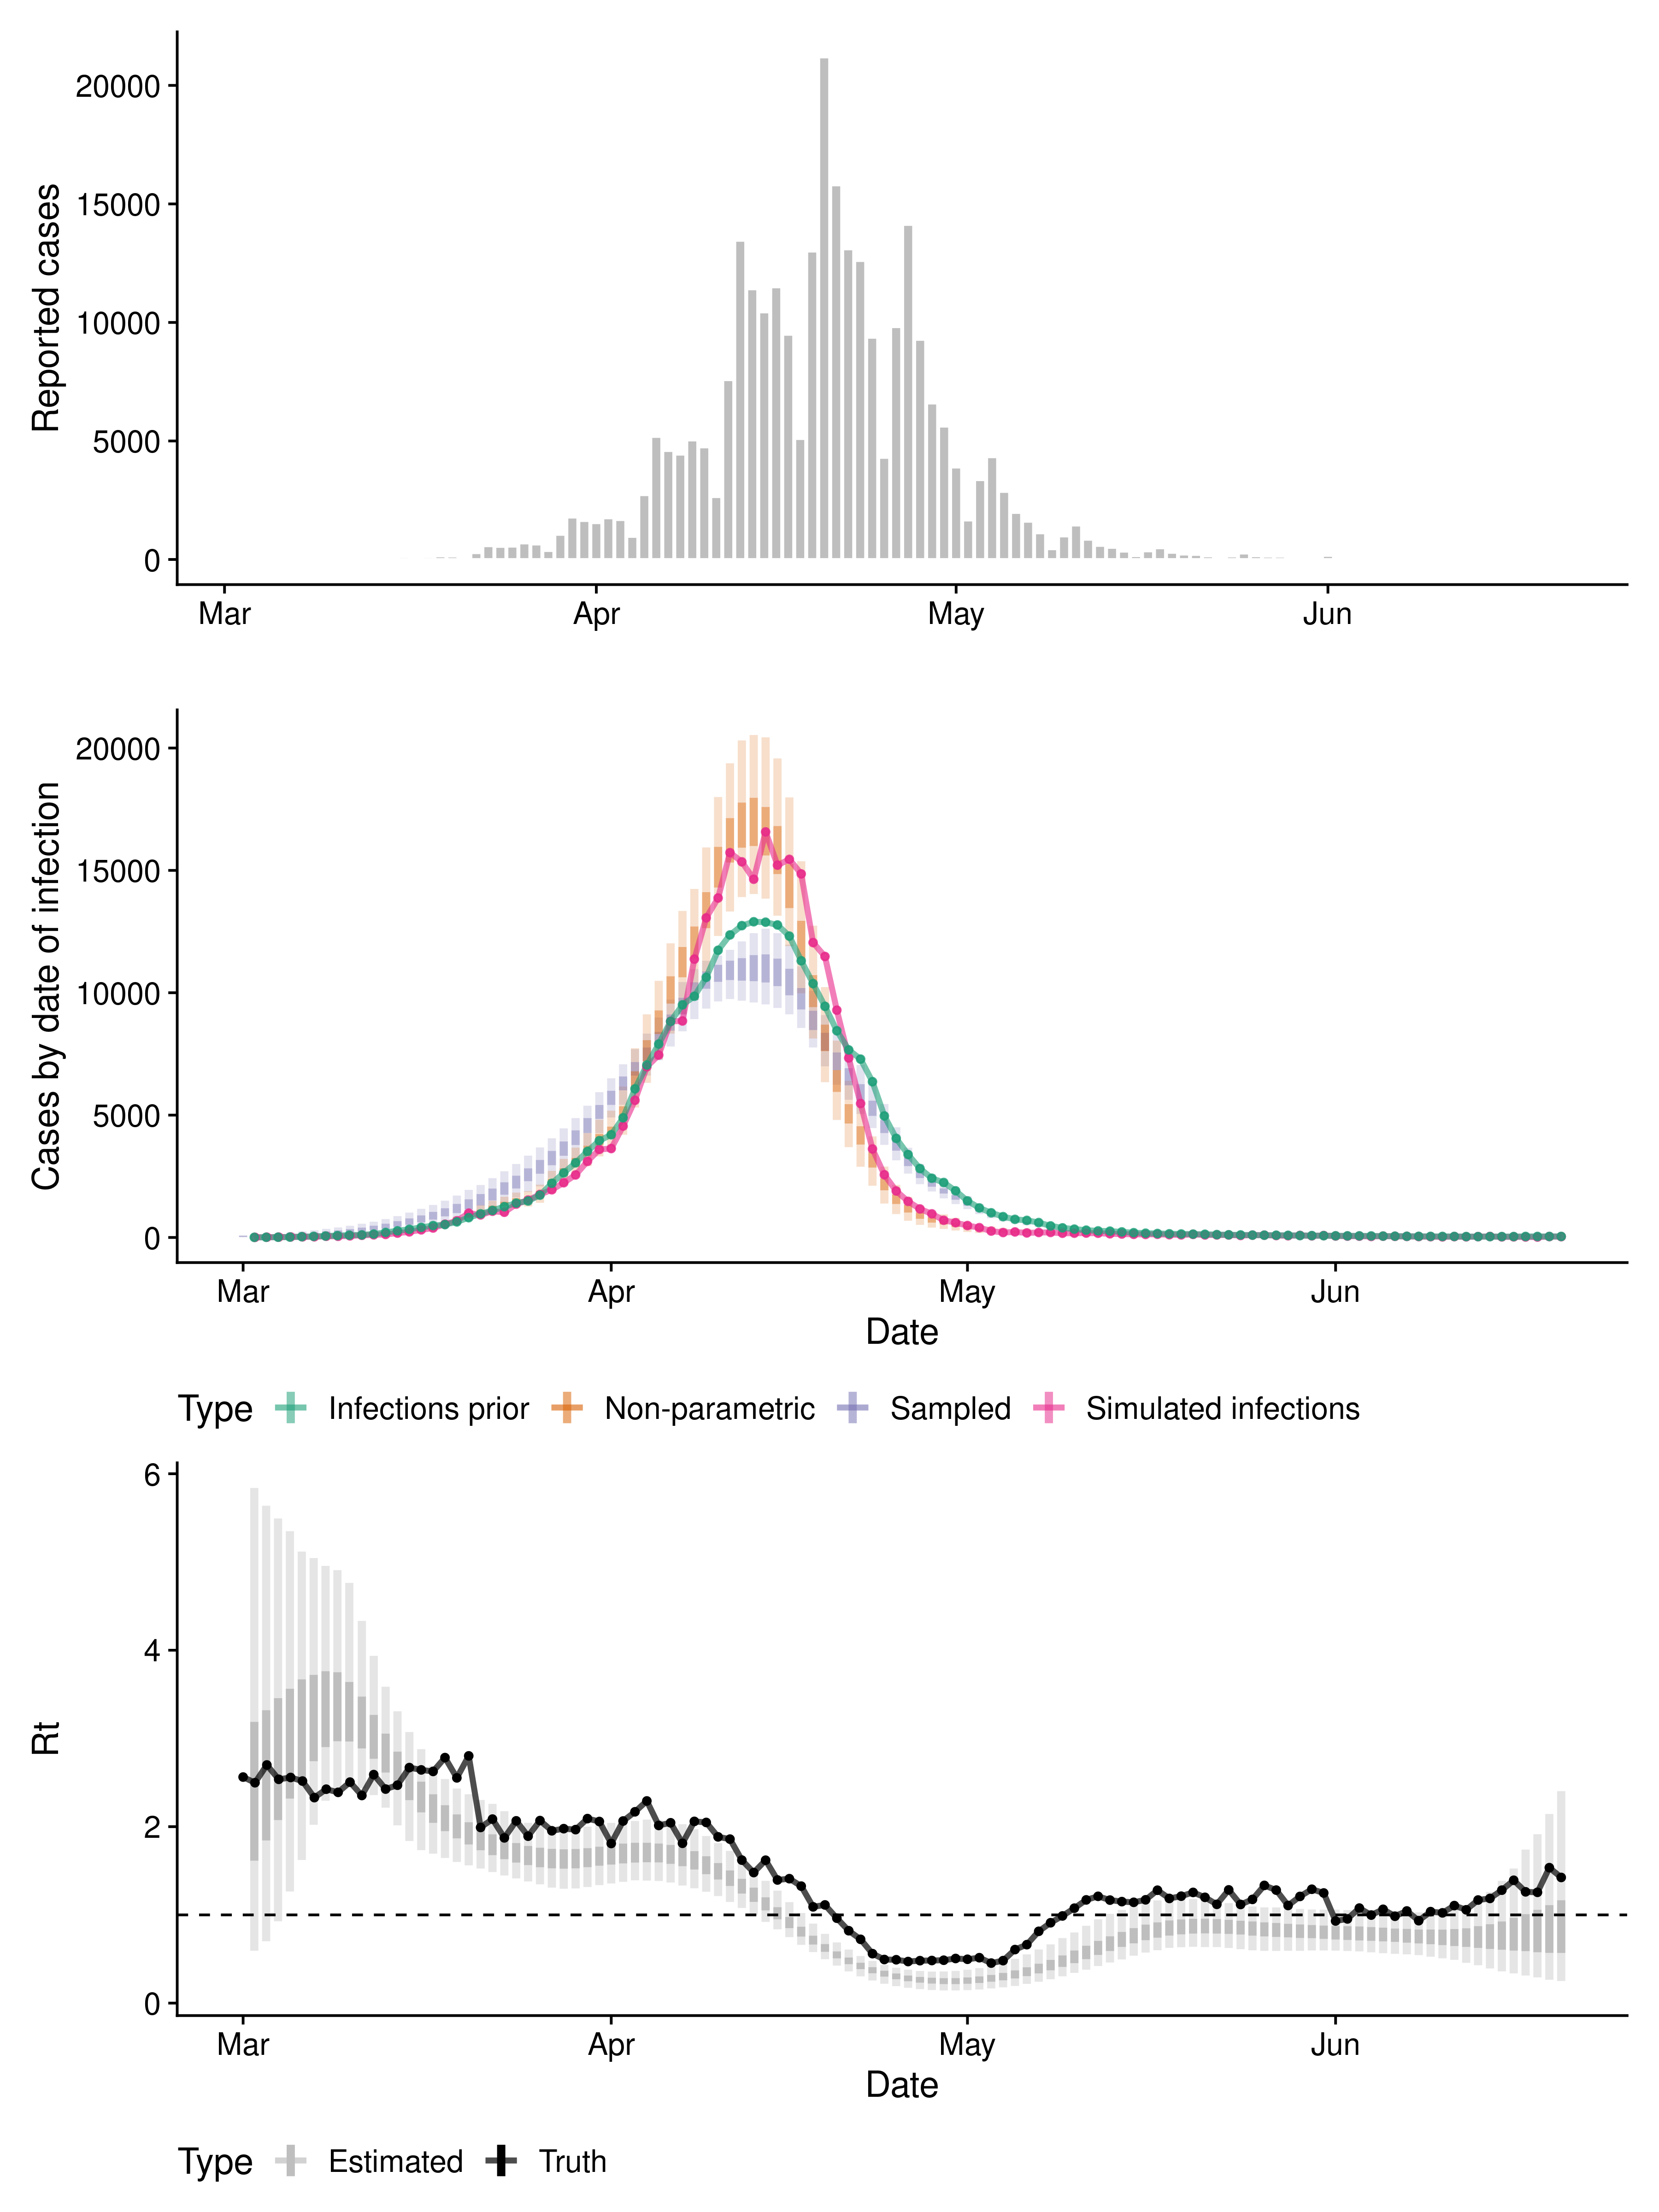 Reported cases
20000
15000
10000
5000
0
Mar Apr May Jun
Cases by date of infection
20000
15000
10000
5000
0
Mar Apr May Jun
Date
Type Infections prior Non-parametric Sampled Simulated infections
Rt
6
4
2
0
Mar Apr May Jun
Date
Type Estimated Truth